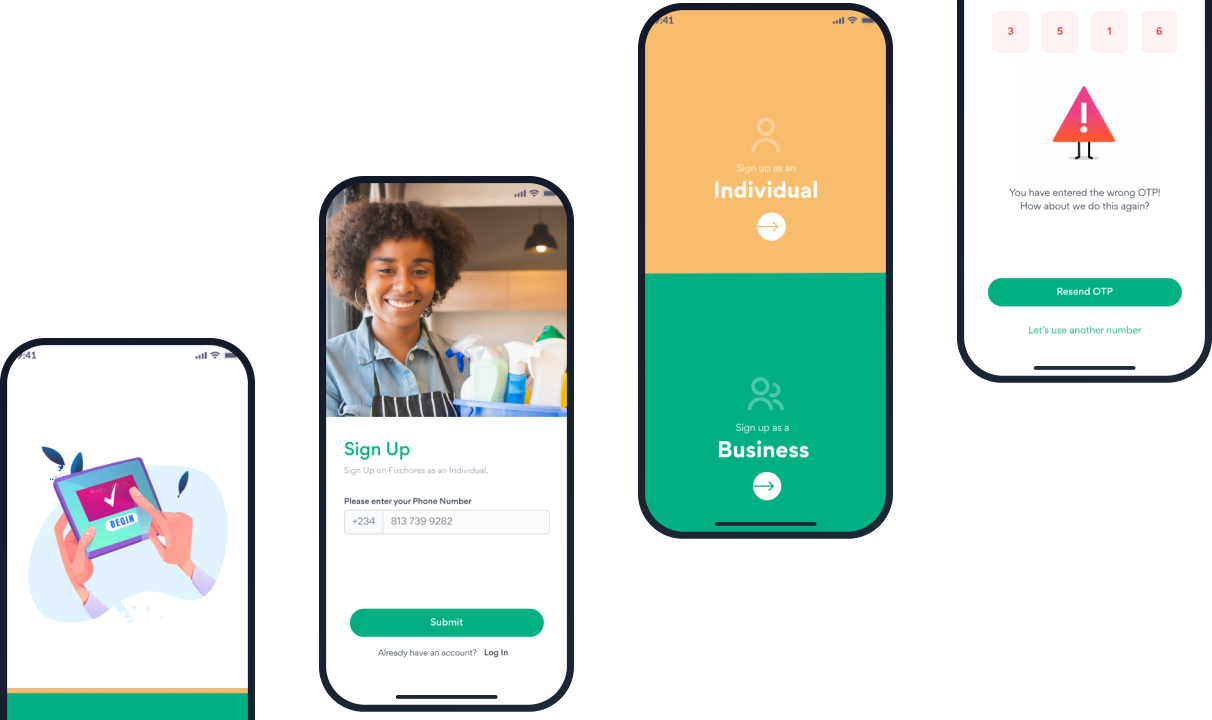 9:41
BEGIN
Sign Up
Sign Up on Fixchores as an Individual.
Please enter your Phone Number
+234 813 739 9282
Submit
Already have an account? Log In
9:41
Sign up as an
Individual
Sign up as a
Business
3 5 1 6
You have entered the wrong OTP!
How about we do this again?
Resend OTP
Let's use another number